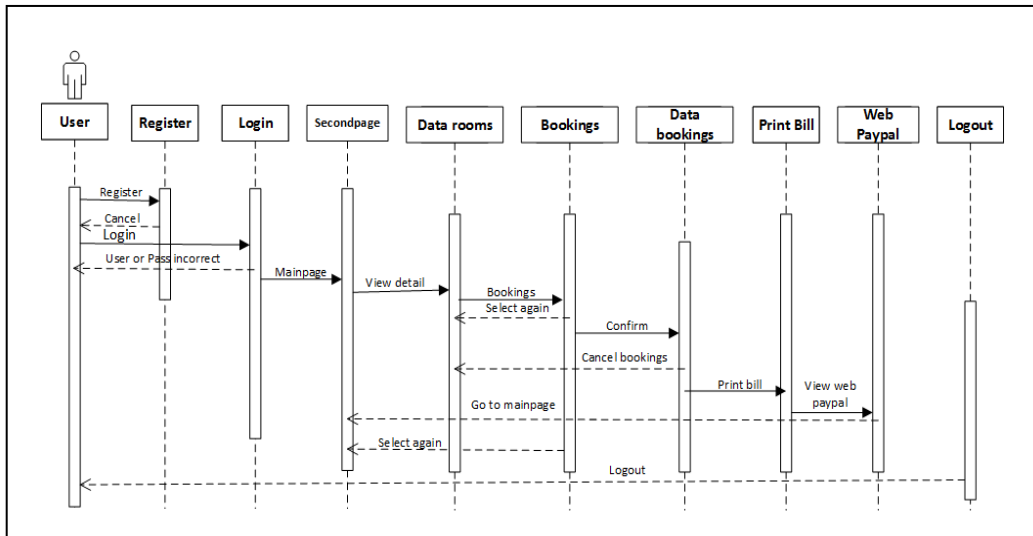 User
Register
Login
Secondpage
Data rooms
Bookings
Data
bookings
Print Bill
Web
Paypal
Logout
Register
Cancel
Login
User or Pass incorrect
Mainpage
View detail
Bookings
Select again
Confirm
Cancel bookings
Print bill
View web
paypal
Go to mainpage
Select again
Logout